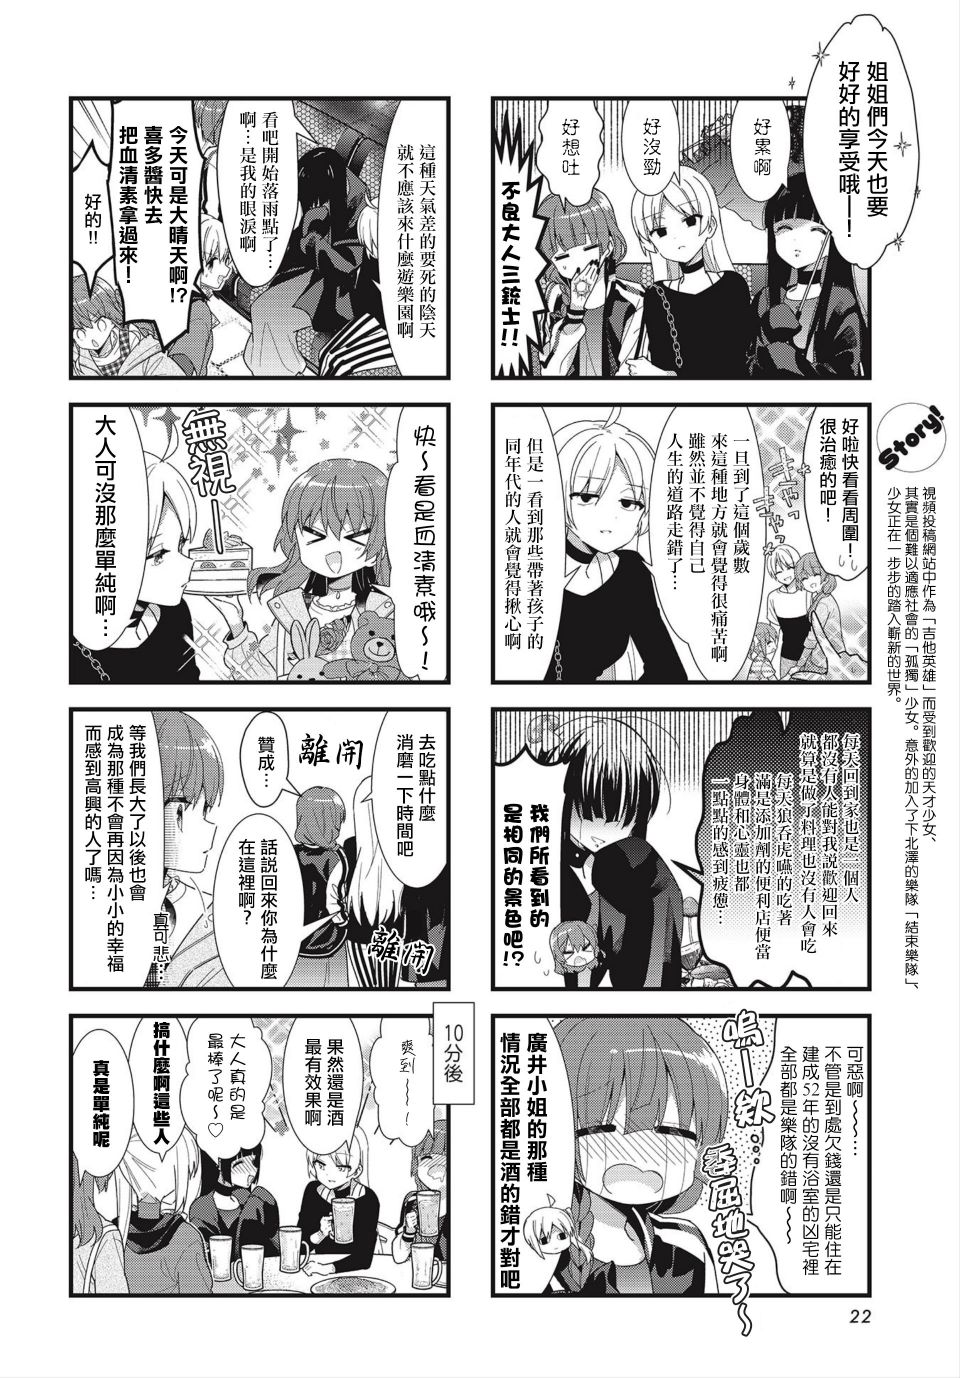 姐姐們今天也要
好好的享受哦——!
好累啊
好沒勁
好想吐
不良大人三銃士!!
好啦快看看周圍!
很治癒的吧!
一旦到了這個歲數
來這種地方就會覺得很痛苦啊
雖然並不覺得自己
人生的道路走錯了…
但是一看到那些帶著孩子的
同年代的人就會覺得揪心啊
每天回到家也是一個人
都沒有人能對我說歡迎回來
就算是做了料理也沒有人會吃
每天狼吞虎嚥的吃著
滿是添加劑的便利店便當
身體和心靈也都
一點點的感到疲憊…
我們所看到的
是相同的景色吧!?
可惡啊~~…
不管是到處欠錢還是只能住在
建成52年的沒有浴室的凶宅裡
全部都是樂隊的錯啊~~
嗚—欸…
委屈地哭了~
廣井小姐的那種
情況全部都是酒的錯才對吧
這種天氣差的要死的陰天
就不應該來什麼遊樂園啊
看吧開始落雨點了…
啊…是我的眼淚啊
今天可是大晴天啊!?
喜多醬快去
把血清素拿過來!
好的!!
快~看是血清素哦~!
無視—
大人可沒那麼單純啊…
去吃點什麼
消磨一下時間吧
離開
贊成…
話說回來你為什麼
在這裡啊?
離開
等我們長大了以後也會
成為那種不會再因為小小的幸福
而感到高興的人了嗎…
真可悲…
10分後
爽到~~!
果然還是酒
最有效果啊
大人真的是
最棒了呢~♡
搞什麼啊這些人
真是單純呢
Story!
視頻投稿網站中作為「吉他英雄」而受到歡迎的天才少女、
其實是個難以適應社會的「孤獨」少女。意外的加入了下北澤的樂隊「結束樂隊」、
少女正在一步步的踏入嶄新的世界。
22